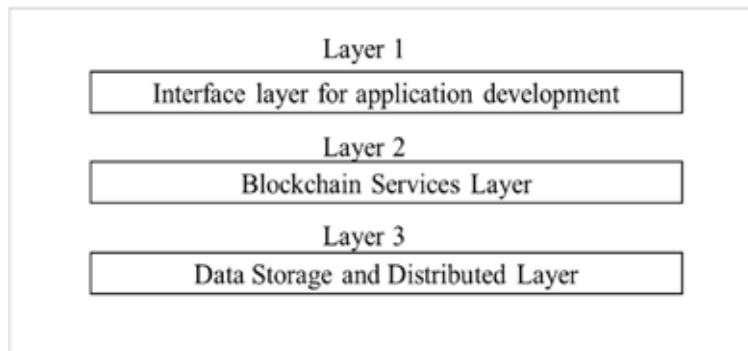 Layer 1
Interface layer for application development
Layer 2
Blockchain Services Layer
Layer 3
Data Storage and Distributed Layer